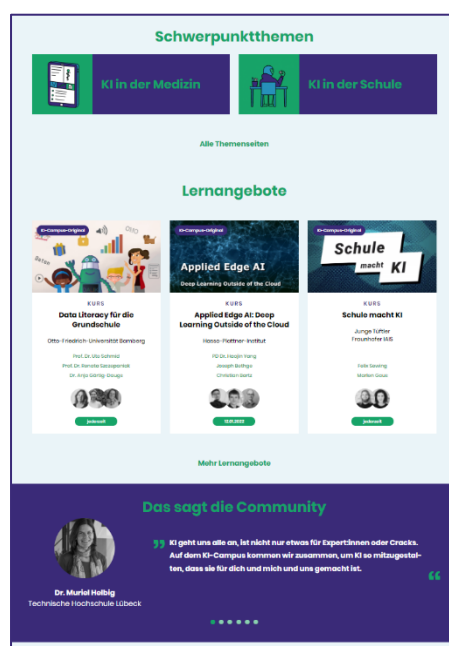 Schwerpunktthemen
KI in der Medizin
KI in der Schule
Alle Themenseiten
Lernangebote
KI-Campus-Original
KI-Campus-Original
Applied Edge AI
Deep Learning Outside of the Cloud
KI-Campus-Original
Schule
macht
KI
KURS
Data Literacy für die
Grundschule
Otto-Friedrich-Universität Bamberg
Prof. Dr. Ute Schmid
Jederzeit
KURS
Applied Edge AI: Deep
Learning Outside of the Cloud
Hasso-Plattner-Institut
PD Dr. Haojin Yang
Joseph Bethge
Christian Bartz
KURS
Schule macht KI
Junge Tüftler
Fraunhofer IAIS
Jederzeit
Mehr Lernangebote
Das sagt die Community
Dr. Muriel Helbig
Technische Hochschule Lübeck
„ KI geht uns alle an, ist nicht nur etwas für Expert:innen oder Cracks.
Auf dem KI-Campus kommen wir zusammen, um KI so mitzugestal-
ten, dass sie für dich und mich und uns gemacht ist. “